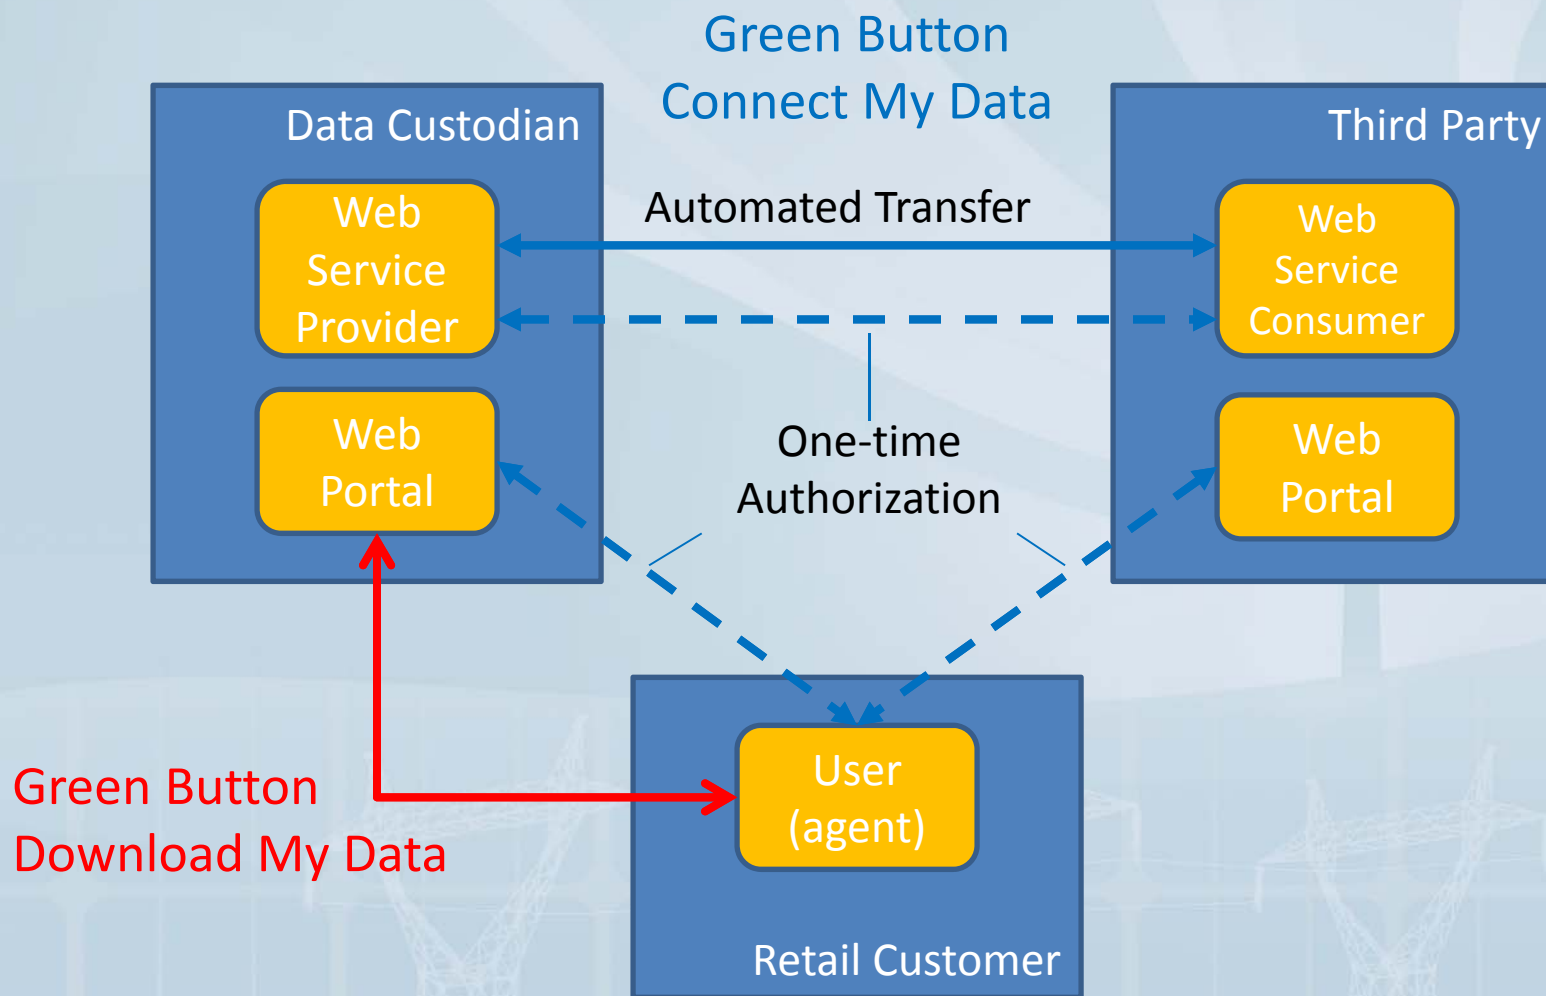 Green Button
Connect My Data
Data Custodian
Third Party
Web
Service
Provider
Automated Transfer
Web
Service
Consumer
Web
Portal
One-time
Authorization
Web
Portal
Green Button
Download My Data
User
(agent)
Retail Customer